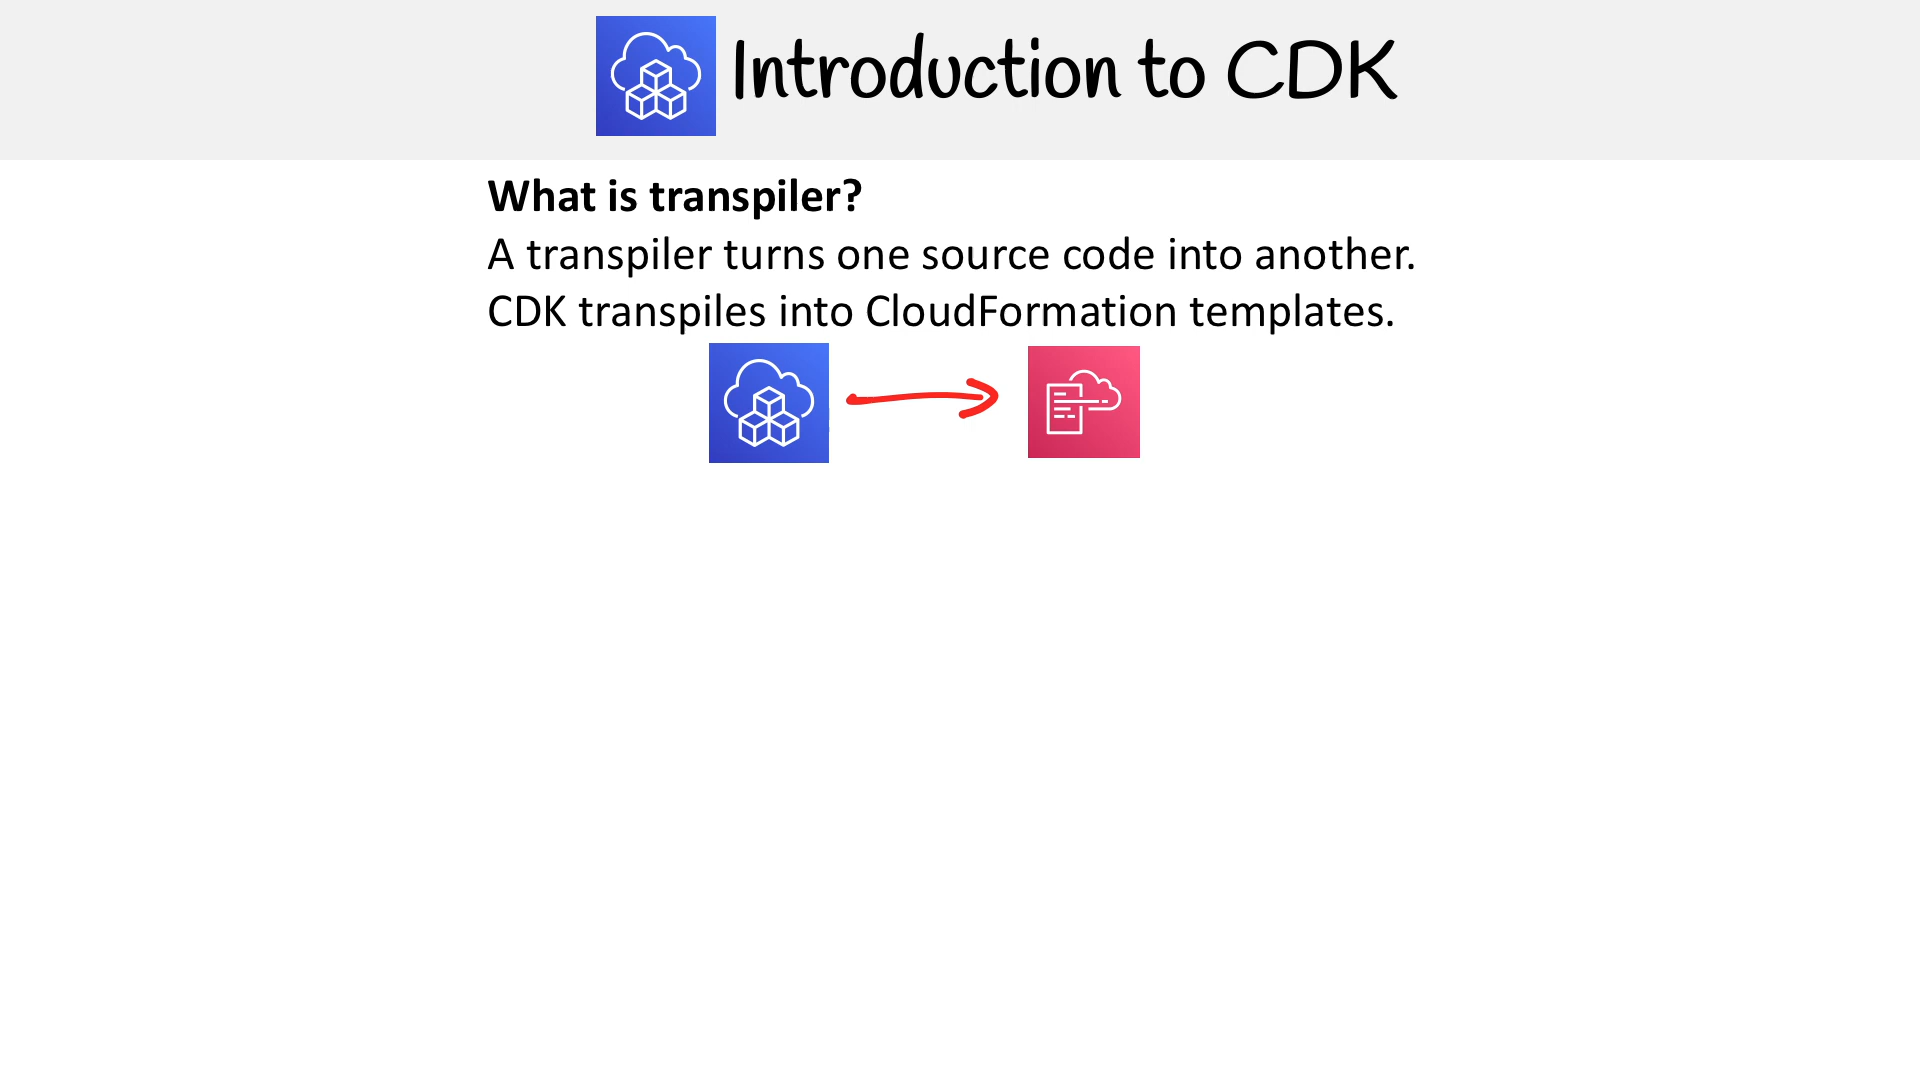 Introduction to CDK
What is transpiler?
A transpiler turns one source code into another.
CDK transpiles into CloudFormation templates.